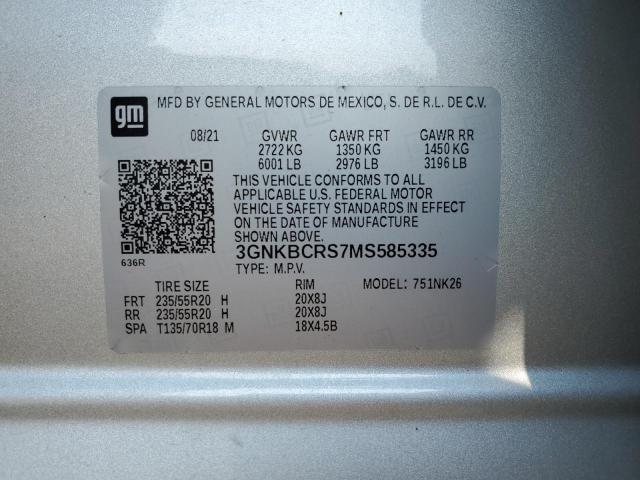 gm
MFD BY GENERAL MOTORS DE MEXICO, S. DE R.L. DE C.V.
08/21 GVWR GAWR FRT GAWR RR
2722 KG 1350 KG 1450 KG
6001 LB 2976 LB 3196 LB
THIS VEHICLE CONFORMS TO ALL
APPLICABLE U.S. FEDERAL MOTOR
VEHICLE SAFETY STANDARDS IN EFFECT
ON THE DATE OF MANUFACTURE
SHOWN ABOVE.
3GNKBCRS7MS585335
636R
TYPE: M.P.V.
TIRE SIZE RIM MODEL: 751NK26
FRT 235/55R20 H 20X8J
RR 235/55R20 H 20X8J
SPA T135/70R18 M 18X4.5B